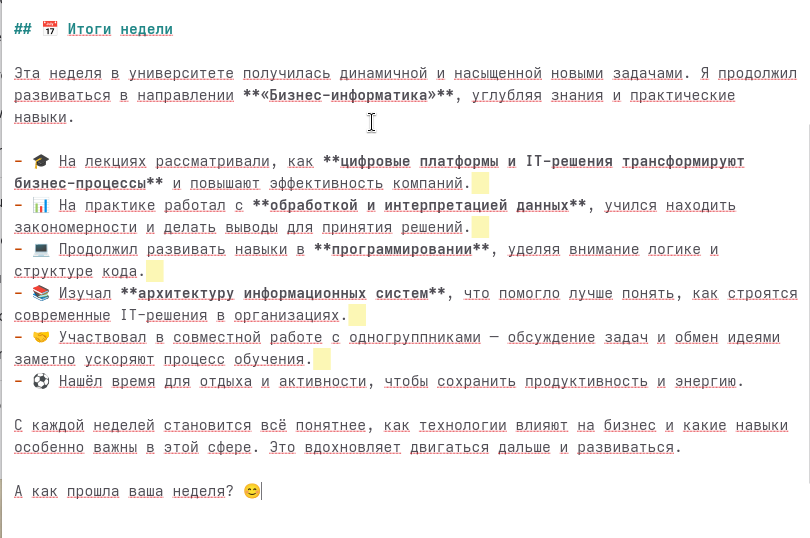 ## 📅 Итоги недели
Эта неделя в университете получилась динамичной и насыщенной новыми задачами. Я продолжил
развиваться в направлении **«Бизнес-информатика»**, углубляя знания и практические
навыки.
- 🎓 На лекциях рассматривали, как **цифровые платформы и IT-решения трансформируют
бизнес-процессы** и повышают эффективность компаний.
- 📊 На практике работал с **обработкой и интерпретацией данных**, учился находить
закономерности и делать выводы для принятия решений.
- 💻 Продолжил развивать навыки в **программировании**, уделяя внимание логике и
структуре кода.
- 📚 Изучал **архитектуру информационных систем**, что помогло лучше понять, как строятся
современные IT-решения в организациях.
- 🤝 Участвовал в совместной работе с одногруппниками — обсуждение задач и обмен идеями
заметно ускоряют процесс обучения.
- ⚽ Нашёл время для отдыха и активности, чтобы сохранить продуктивность и энергию.
С каждой неделей становится всё понятнее, как технологии влияют на бизнес и какие навыки
особенно важны в этой сфере. Это вдохновляет двигаться дальше и развиваться.
А как прошла ваша неделя? 😊